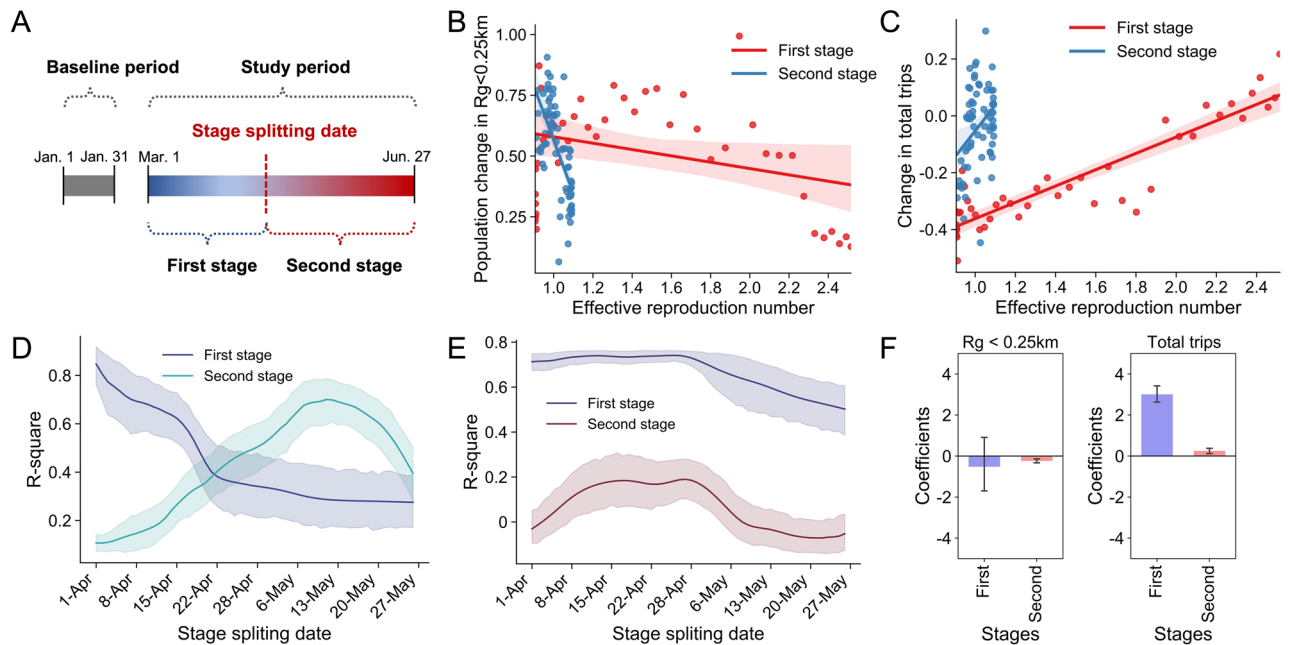 A
Baseline period
Study period
Stage splitting date
Jan. 1
Jan. 31
Mar. 1
Jun. 27
First stage
Second stage
B
Population change in Rg<0.25km
1.00
0.75
0.50
0.25
First stage
Second stage
1.0 1.2 1.4 1.6 1.8 2.0 2.2 2.4
Effective reproduction number
C
Change in total trips
0.2
0.0
-0.2
-0.4
First stage
Second stage
1.0 1.2 1.4 1.6 1.8 2.0 2.2 2.4
Effective reproduction number
D
R-square
0.8
0.6
0.4
0.2
First stage
Second stage
1-Apr 8-Apr 15-Apr 22-Apr 28-Apr 6-May 13-May 20-May 27-May
Stage spliting date
E
R-square
0.8
0.6
0.8
0.4
0.2
0
First stage
Second stage
1-Apr 8-Apr 15-Apr 22-Apr 28-Apr 6-May 13-May 20-May 27-May
Stage spliting date
F
Rg < 0.25km
Coefficients
4
2
0
-2
-4
First
Second
Stages
Total trips
Coefficients
4
2
0
-2
-4
First
Second
Stages